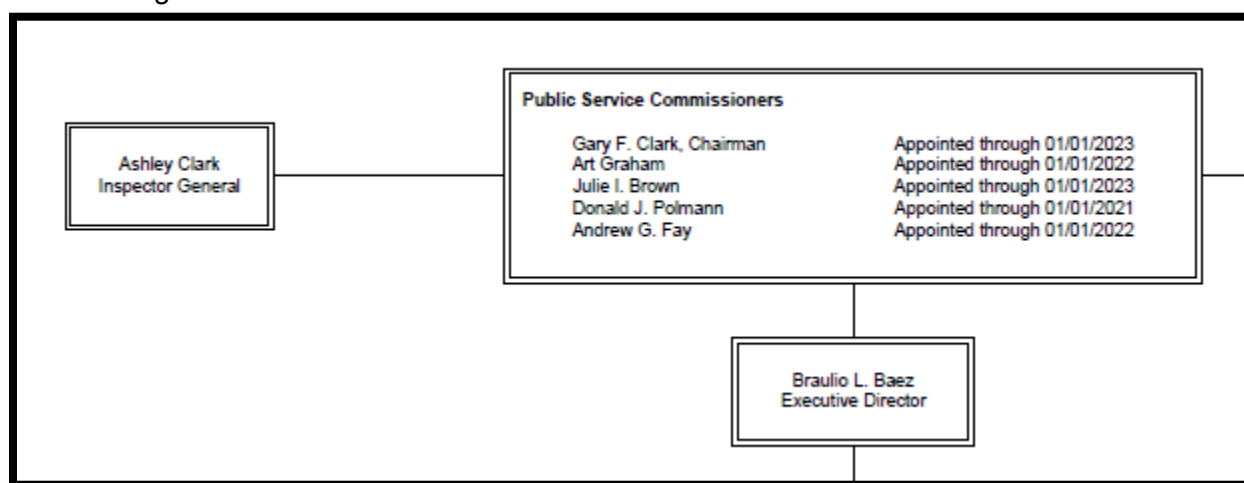 Public Service Commissioners
Gary F. Clark, Chairman Appointed through 01/01/2023
Art Graham Appointed through 01/01/2022
Julie I. Brown Appointed through 01/01/2023
Donald J. Polmann Appointed through 01/01/2021
Andrew G. Fay Appointed through 01/01/2022
Ashley Clark
Inspector General
Braulio L. Baez
Executive Director